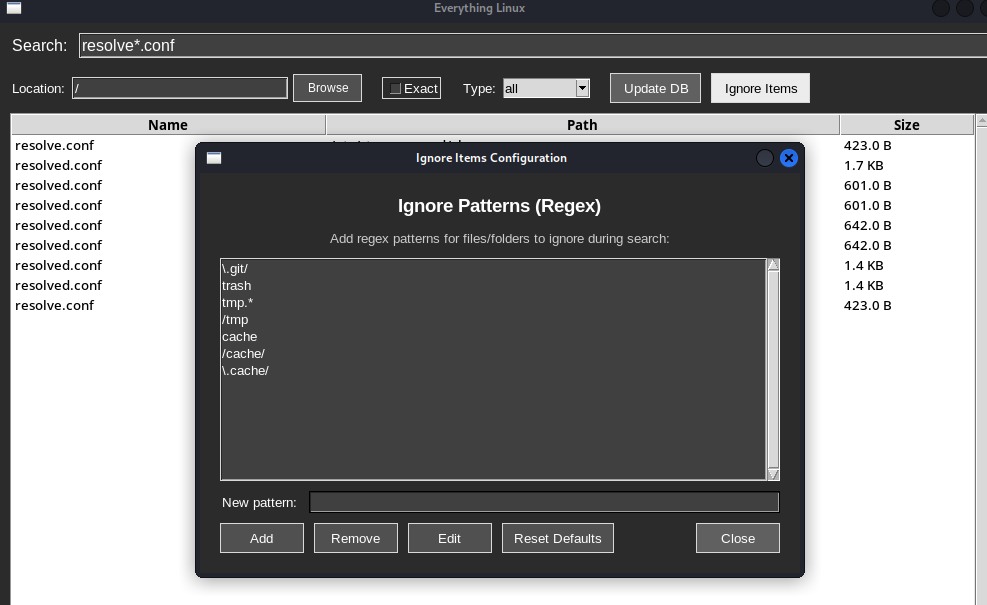 Everything Linux
Search: resolve*.conf
Location: / Browse Exact Type: all Update DB Ignore Items
Name Path Size
resolve.conf 423.0 B
resolved.conf 1.7 KB
resolved.conf 601.0 B
resolved.conf 601.0 B
resolved.conf 642.0 B
resolved.conf 642.0 B
resolved.conf 1.4 KB
resolved.conf 1.4 KB
resolve.conf 423.0 B
Ignore Items Configuration
Ignore Patterns (Regex)
Add regex patterns for files/folders to ignore during search:
\.git/
trash
tmp.*
/tmp
cache
/cache/
\.cache/
New pattern:
Add Remove Edit Reset Defaults Close